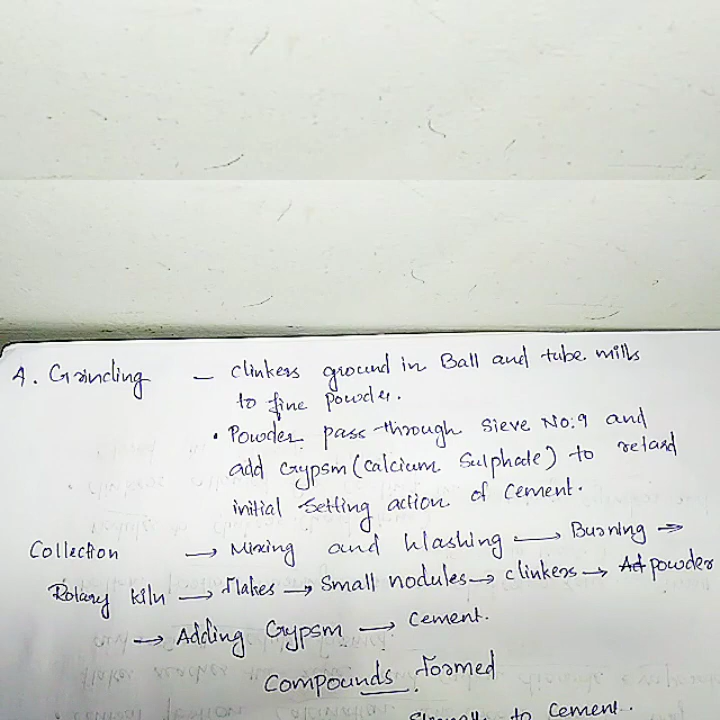 4. Grinding – clinkers ground in Ball and tube mills
to fine powder.
• Powder pass through sieve No:9 and
add Gypsm (calcium Sulphate) to retard
initial setting action of cement.
Collection → Mixing and Washing → Burning →
Rotary kiln → Flakes → Small nodules → clinkers → powder
→ Adding Gypsm → cement.
Compounds formed
to Cement.